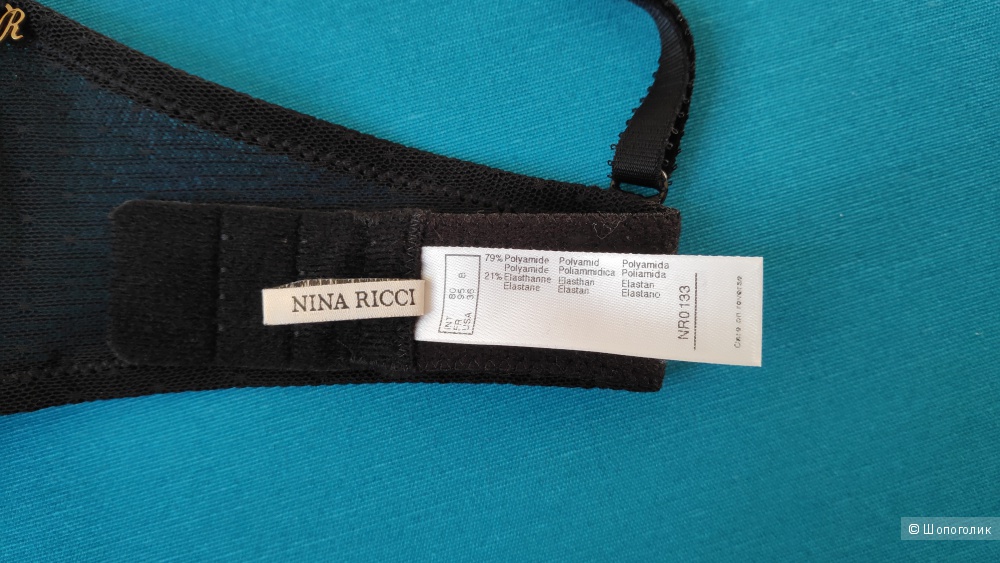 R
NINA RICCI
INT 80 B
FR 95
USA 36
79% Polyamide Polyamid Polyamida
Polyamide Poliammidica Poliamida
21% Elasthanne Elasthan Elastan
Elastane Elastan Elastano
NR0133
Care on reverse
© Шопоголик